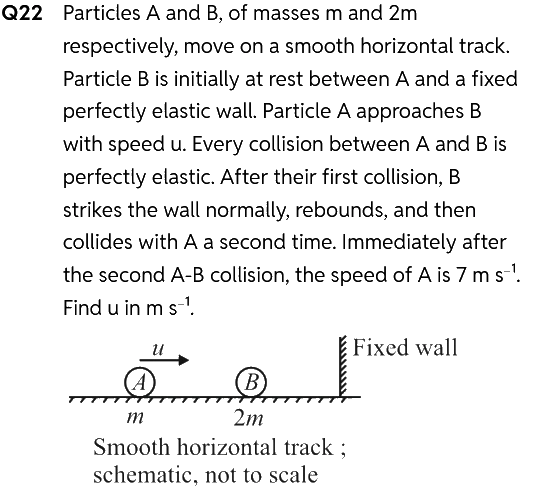 Q22 Particles A and B, of masses m and 2m
respectively, move on a smooth horizontal track.
Particle B is initially at rest between A and a fixed
perfectly elastic wall. Particle A approaches B
with speed u. Every collision between A and B is
perfectly elastic. After their first collision, B
strikes the wall normally, rebounds, and then
collides with A a second time. Immediately after
the second A-B collision, the speed of A is 7 m s⁻¹.
Find u in m s⁻¹.
u
Fixed wall
A B
m 2m
Smooth horizontal track ;
schematic, not to scale